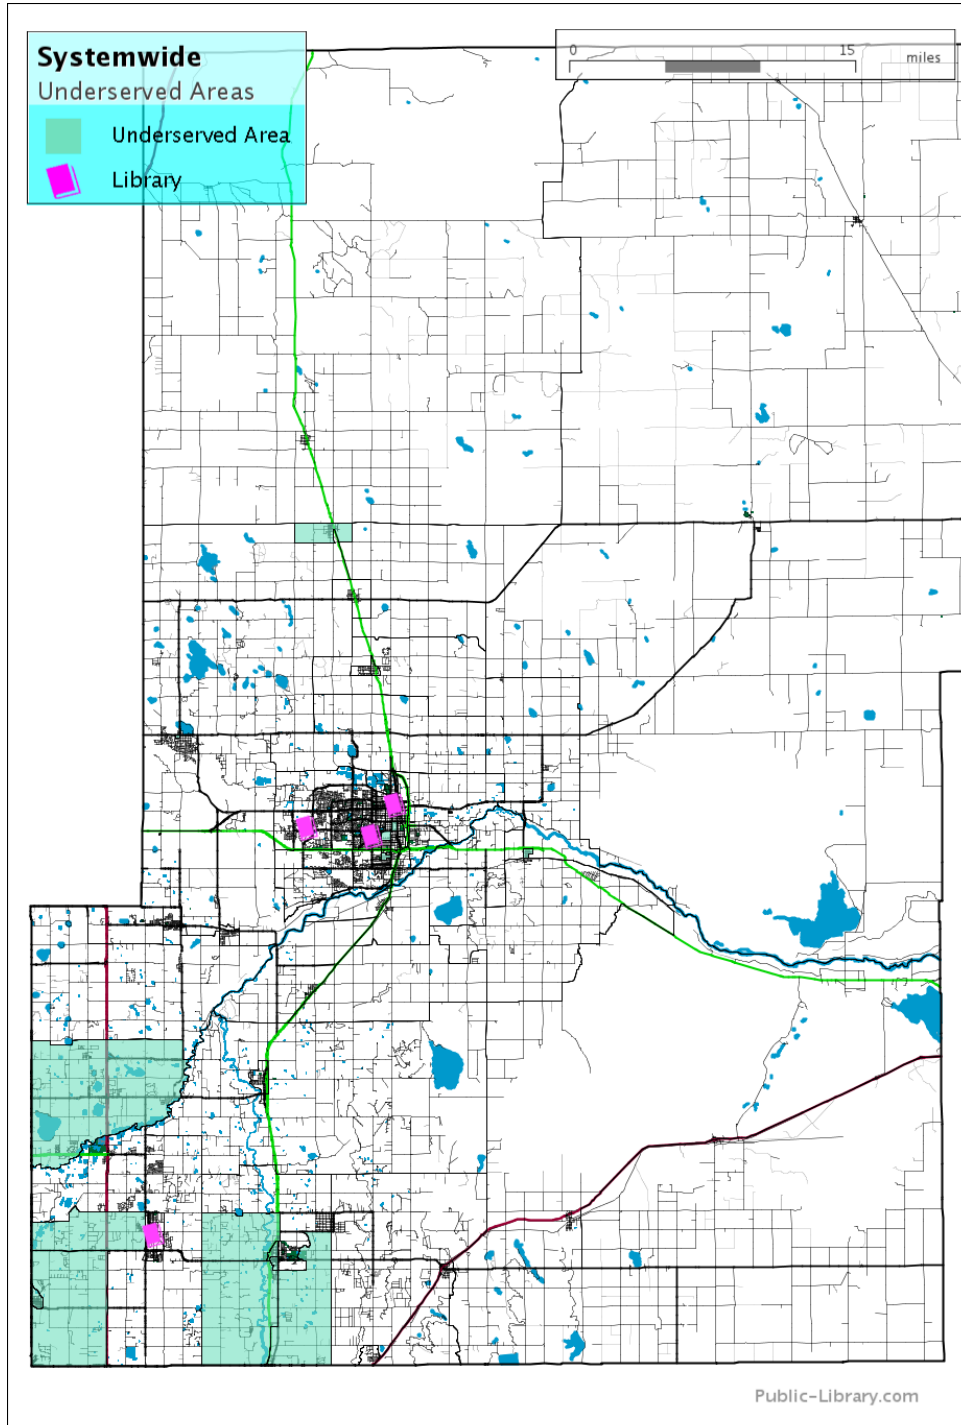 Systemwide
Underserved Areas
Underserved Area
Library
0 15
miles
Public-Library.com